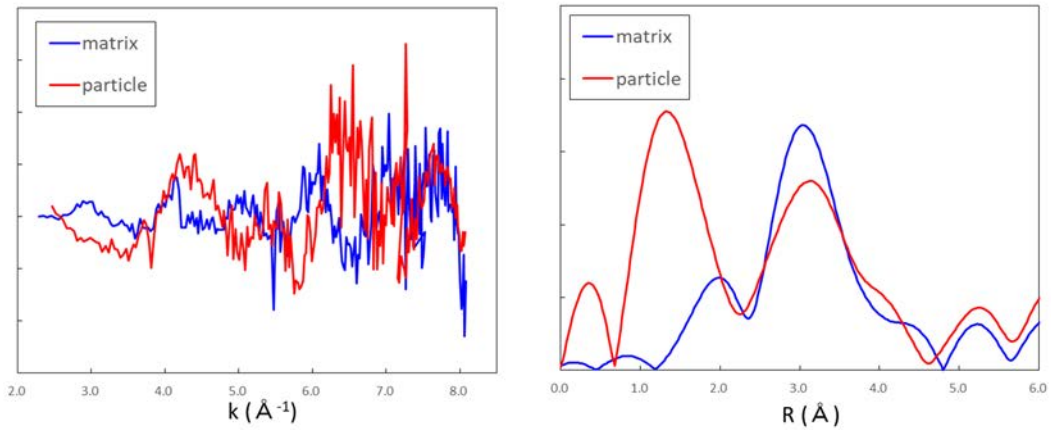 matrix
particle
2.0 3.0 4.0 5.0 6.0 7.0 8.0
k ( Å -1)
matrix
particle
0.0 1.0 2.0 3.0 4.0 5.0 6.0
R ( Å )